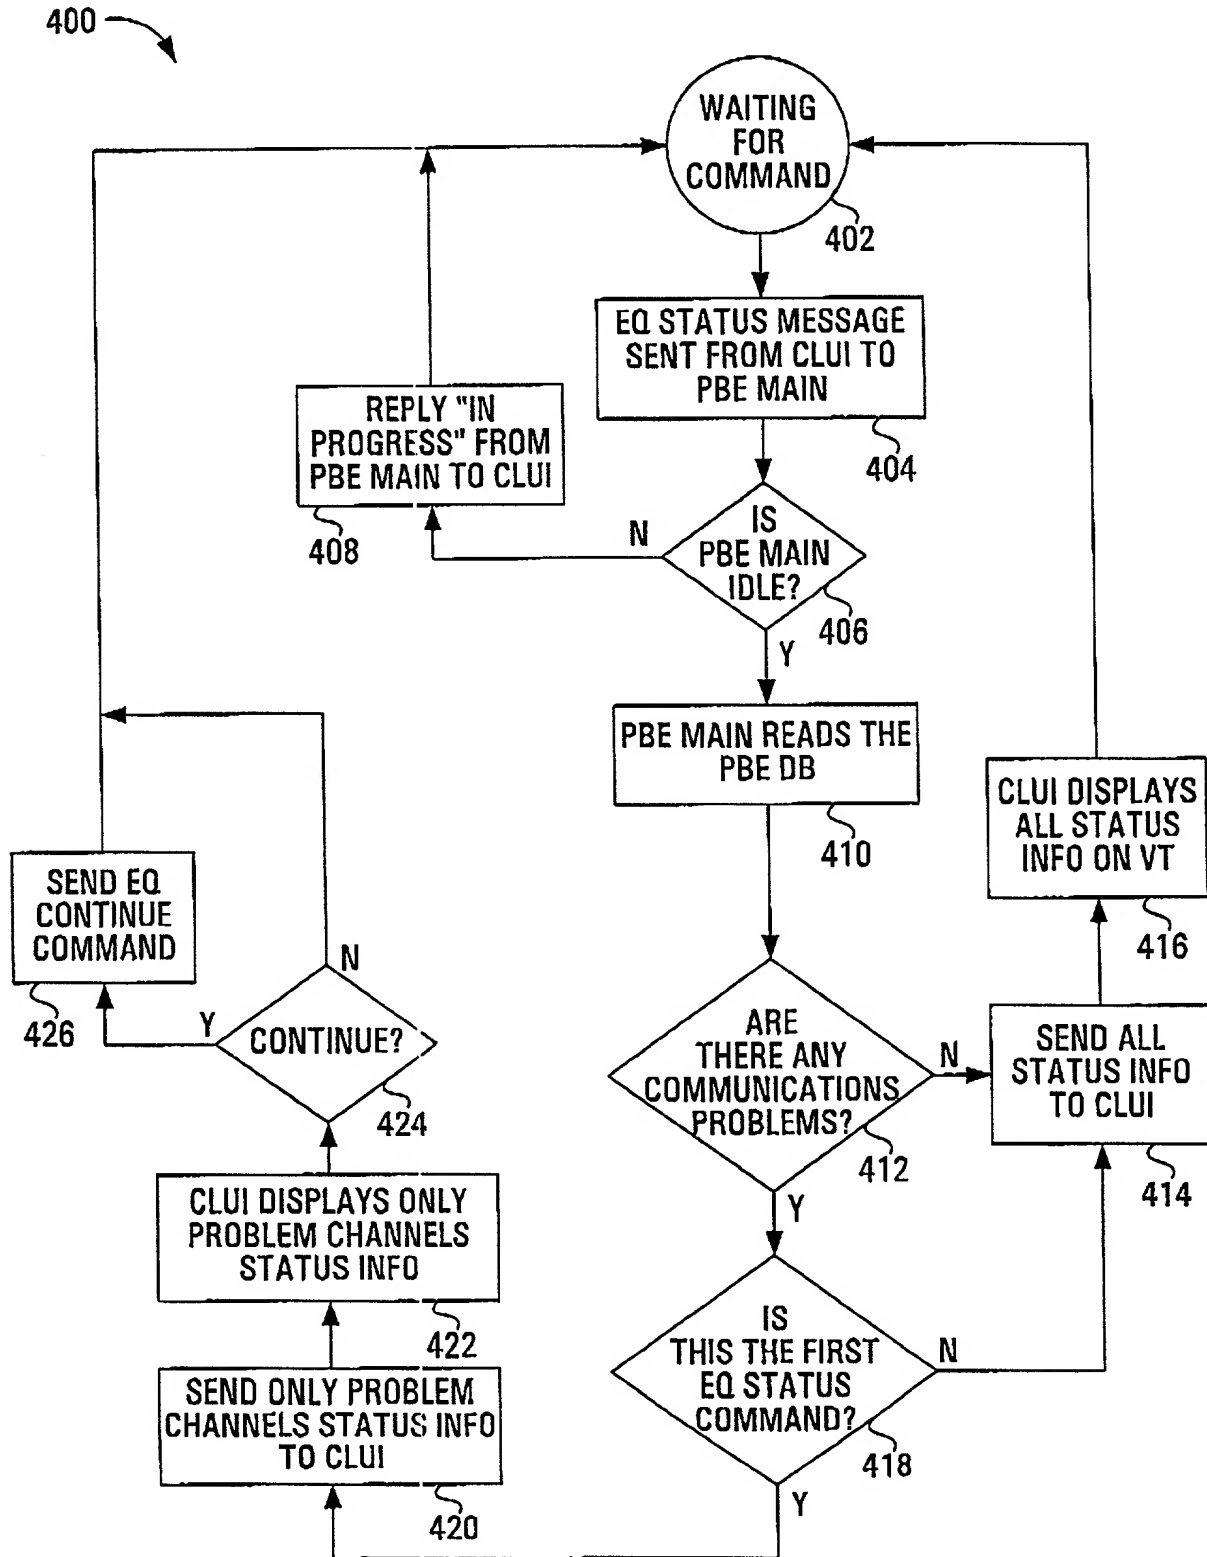 400
WAITING
FOR
COMMAND
402
EQ STATUS MESSAGE
SENT FROM CLUI TO
PBE MAIN
404
REPLY "IN
PROGRESS" FROM
PBE MAIN TO CLUI
408
N
IS
PBE MAIN
IDLE?
406
Y
PBE MAIN READS THE
PBE DB
410
CLUI DISPLAYS
ALL STATUS
INFO ON VT
416
SEND EQ
CONTINUE
COMMAND
426
Y
N
CONTINUE?
424
ARE
THERE ANY
COMMUNICATIONS
PROBLEMS?
412
N
Y
SEND ALL
STATUS INFO
TO CLUI
414
CLUI DISPLAYS ONLY
PROBLEM CHANNELS
STATUS INFO
422
IS
THIS THE FIRST
EQ STATUS
COMMAND?
418
N
Y
SEND ONLY PROBLEM
CHANNELS STATUS INFO
TO CLUI
420